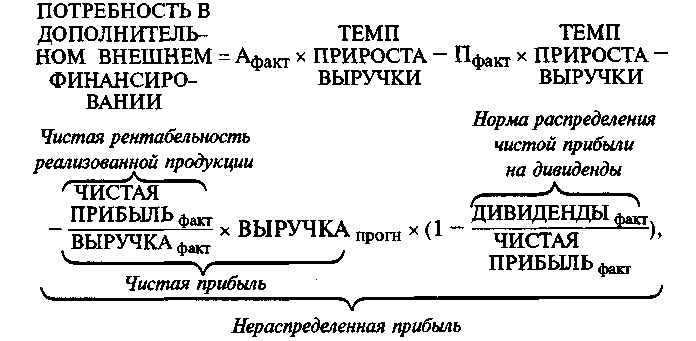 ПОТРЕБНОСТЬ В
ДОПОЛНИТЕЛЬ-
НОМ ВНЕШНЕМ
ФИНАНСИРО-
ВАНИИ
= Aфакт × ТЕМП ПРИРОСТА ВЫРУЧКИ − Пфакт × ТЕМП ПРИРОСТА ВЫРУЧКИ −
Чистая рентабельность
реализованной продукции
Норма распределения
чистой прибыли
на дивиденды
− ЧИСТАЯ ПРИБЫЛЬ факт
ВЫРУЧКА факт
× ВЫРУЧКА прогн × (1 −
ДИВИДЕНДЫ факт
ЧИСТАЯ
ПРИБЫЛЬ факт
),
Чистая прибыль
Нераспределенная прибыль